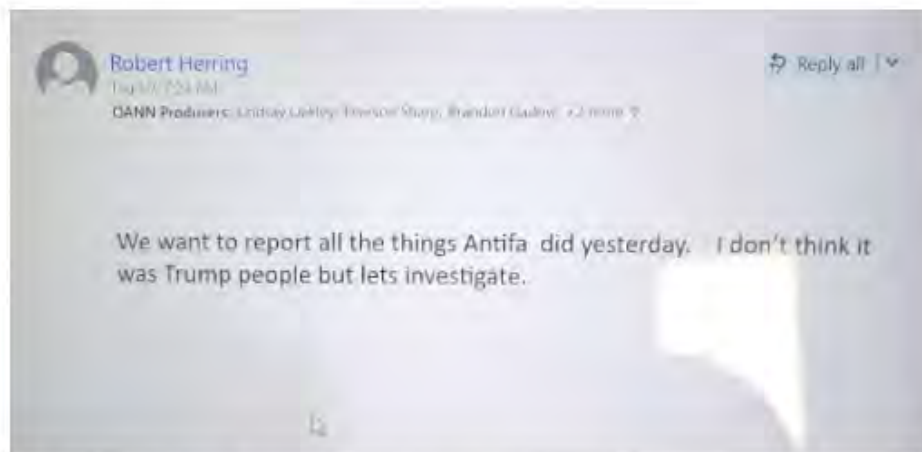 Robert Herring
Reply all
OANN Producers:
We want to report all the things Antifa did yesterday. I don't think it
was Trump people but lets investigate.